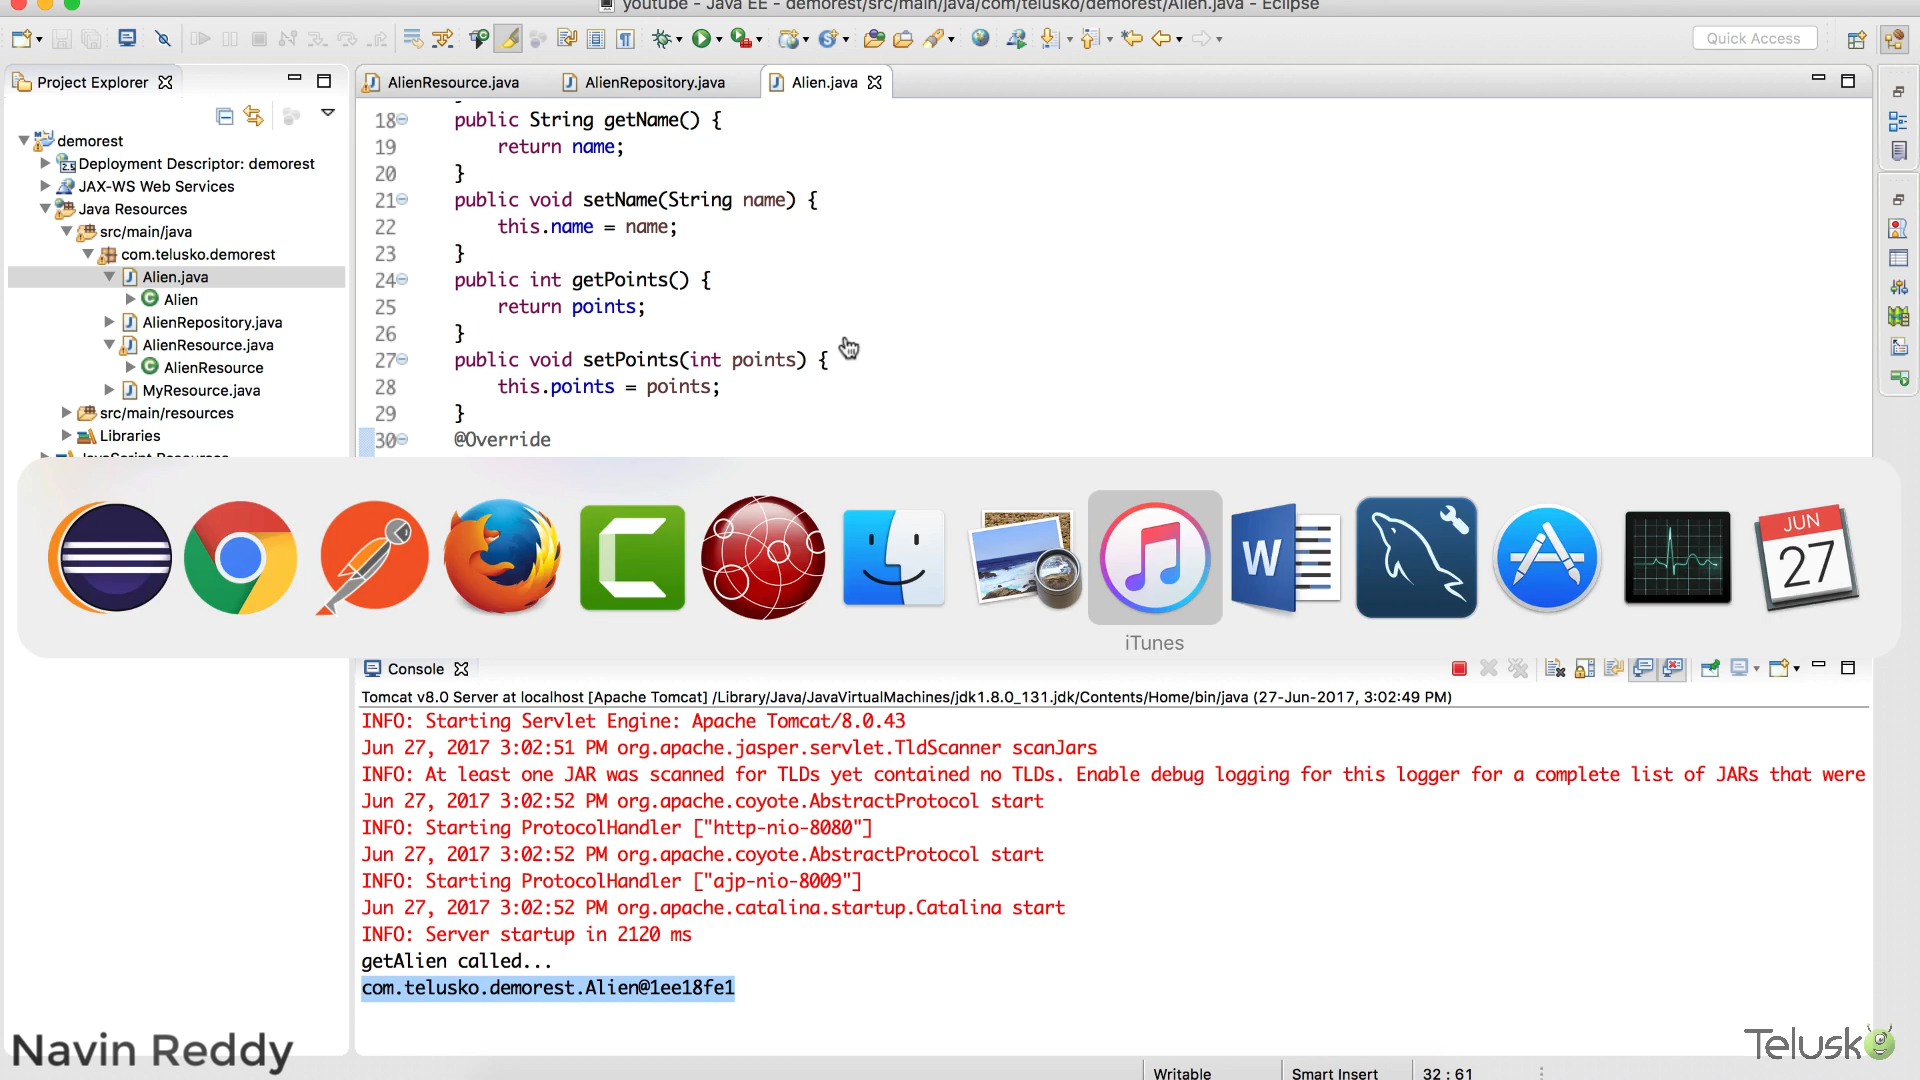 youtube - Java EE - demorest/src/main/java/com/telusko/demorest/Alien.java - Eclipse
Quick Access
Project Explorer
AlienResource.java
AlienRepository.java
Alien.java
demorest
Deployment Descriptor: demorest
JAX-WS Web Services
Java Resources
src/main/java
com.telusko.demorest
Alien.java
Alien
AlienRepository.java
AlienResource.java
AlienResource
MyResource.java
src/main/resources
Libraries
JavaScript Resources
18 public String getName() {
19 return name;
20 }
21 public void setName(String name) {
22 this.name = name;
23 }
24 public int getPoints() {
25 return points;
26 }
27 public void setPoints(int points) {
28 this.points = points;
29 }
30 @Override
W
JUN
27
iTunes
Console
Tomcat v8.0 Server at localhost [Apache Tomcat] /Library/Java/JavaVirtualMachines/jdk1.8.0_131.jdk/Contents/Home/bin/java (27-Jun-2017, 3:02:49 PM)
INFO: Starting Servlet Engine: Apache Tomcat/8.0.43
Jun 27, 2017 3:02:51 PM org.apache.jasper.servlet.TldScanner scanJars
INFO: At least one JAR was scanned for TLDs yet contained no TLDs. Enable debug logging for this logger for a complete list of JARs that were
Jun 27, 2017 3:02:52 PM org.apache.coyote.AbstractProtocol start
INFO: Starting ProtocolHandler ["http-nio-8080"]
Jun 27, 2017 3:02:52 PM org.apache.coyote.AbstractProtocol start
INFO: Starting ProtocolHandler ["ajp-nio-8009"]
Jun 27, 2017 3:02:52 PM org.apache.catalina.startup.Catalina start
INFO: Server startup in 2120 ms
getAlien called...
com.telusko.demorest.Alien@1ee18fe1
Navin Reddy
Telusko
Writable
Smart Insert
32 : 61